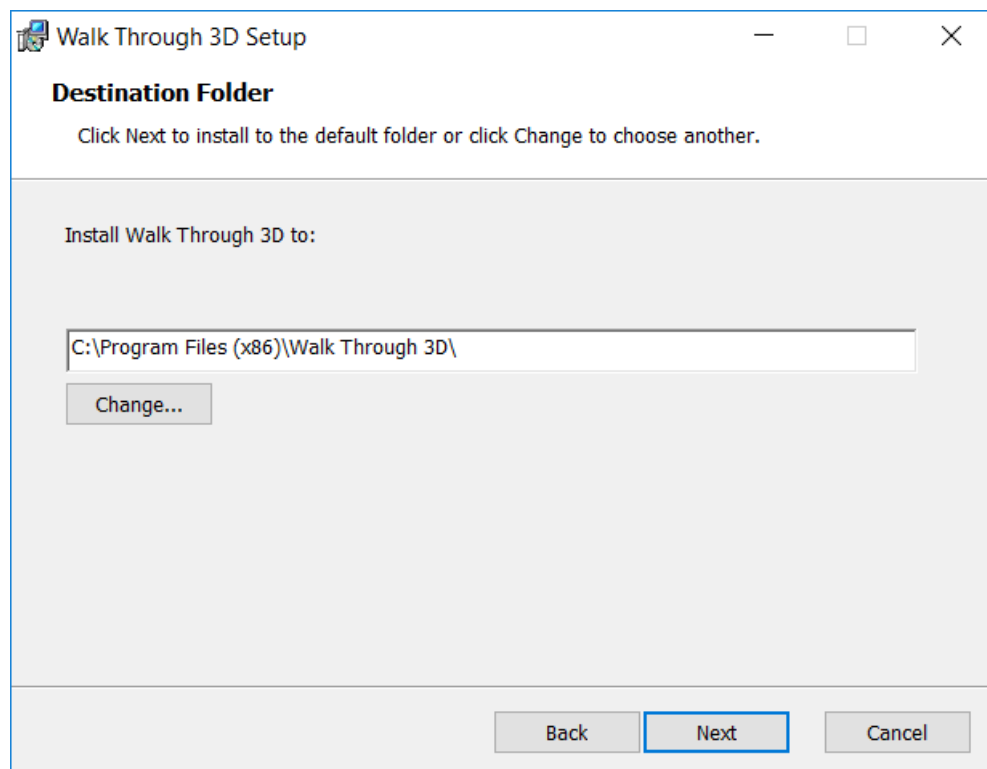 Walk Through 3D Setup
Destination Folder
Click Next to install to the default folder or click Change to choose another.
Install Walk Through 3D to:
C:\Program Files (x86)\Walk Through 3D\
Change...
Back Next Cancel